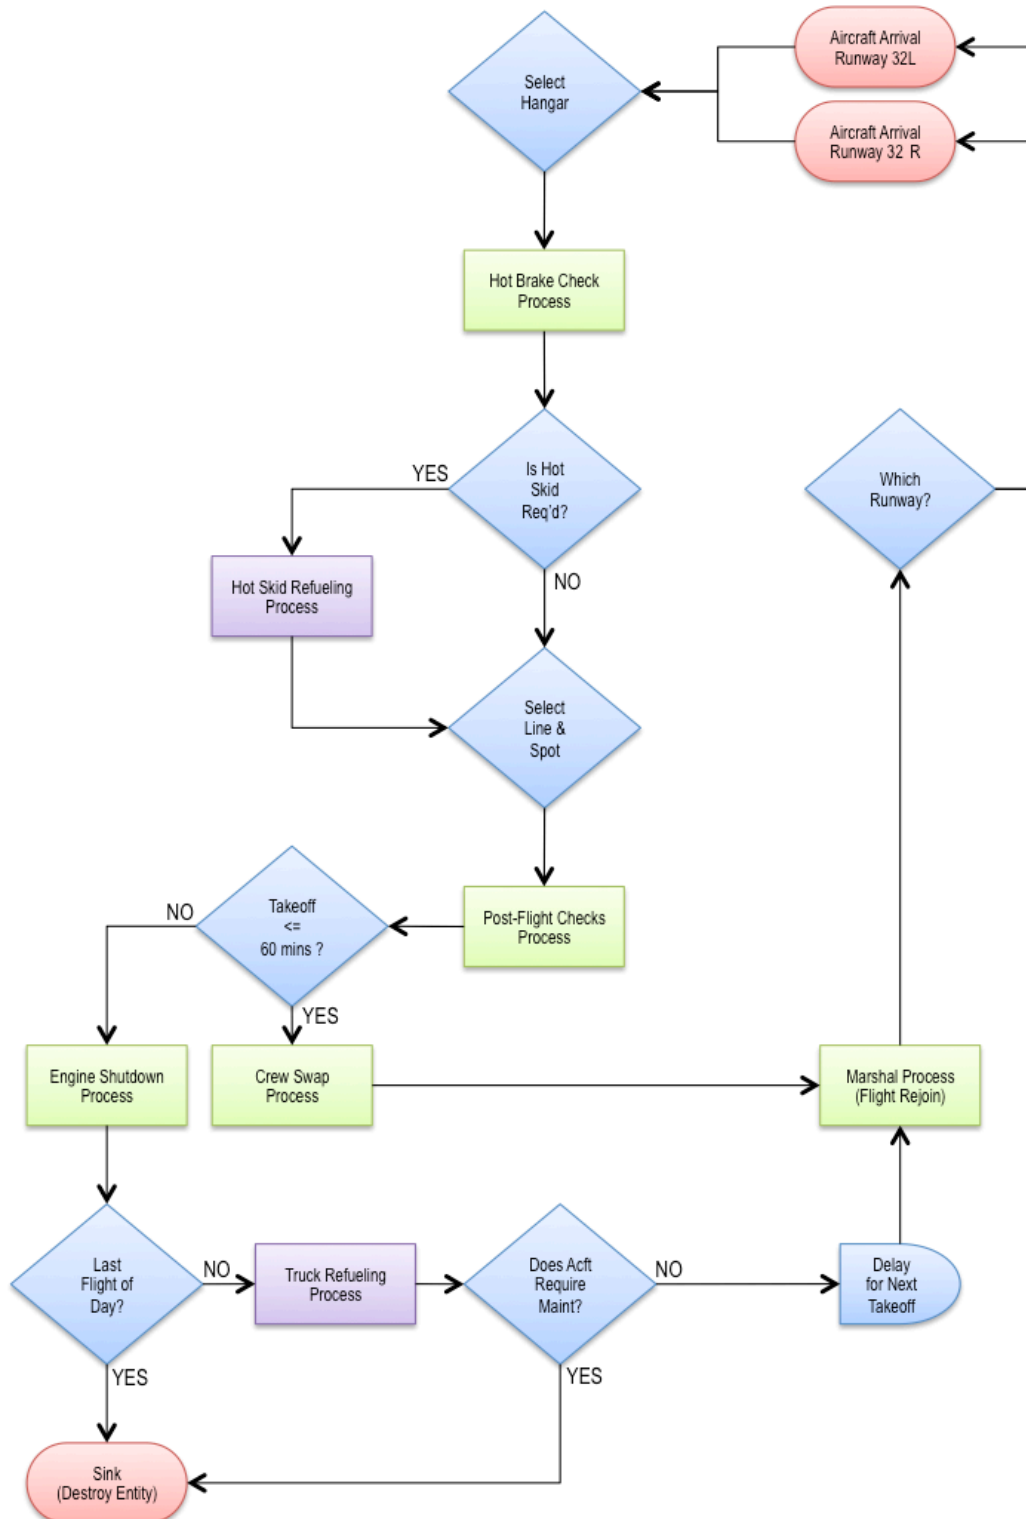 Aircraft Arrival
Runway 32L
Select
Hangar
Aircraft Arrival
Runway 32 R
Hot Brake Check
Process
YES
Is Hot
Skid
Req'd?
Which
Runway?
Hot Skid Refueling
Process
NO
Select
Line &
Spot
NO
Takeoff
<=
60 mins ?
Post-Flight Checks
Process
YES
Engine Shutdown
Process
Crew Swap
Process
Marshal Process
(Flight Rejoin)
Last
Flight of
Day?
NO
Truck Refueling
Process
Does Acft
Require
Maint?
NO
Delay
for Next
Takeoff
YES
YES
Sink
(Destroy Entity)